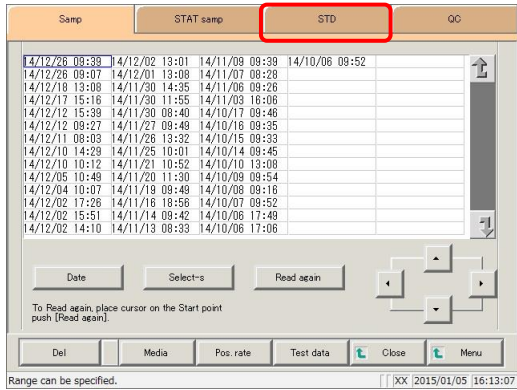 Samp STAT samp STD QC
14/12/26 09:39 14/12/02 13:01 14/11/09 09:39 14/10/06 09:52
14/12/26 09:07 14/12/01 13:08 14/11/07 08:28
14/12/18 13:08 14/11/30 14:35 14/11/06 09:26
14/12/17 15:16 14/11/30 11:55 14/11/03 16:06
14/12/12 15:39 14/11/30 08:40 14/10/17 09:46
14/12/12 09:27 14/11/27 09:49 14/10/16 09:35
14/12/11 08:03 14/11/26 13:32 14/10/15 09:33
14/12/10 14:29 14/11/25 10:01 14/10/14 09:45
14/12/10 10:12 14/11/21 10:52 14/10/10 13:08
14/12/05 10:49 14/11/20 11:30 14/10/09 09:54
14/12/04 10:07 14/11/19 09:49 14/10/08 09:16
14/12/02 17:26 14/11/16 18:56 14/10/07 09:52
14/12/02 15:51 14/11/14 09:42 14/10/06 17:49
14/12/02 14:10 14/11/13 08:33 14/10/06 17:06
Date Select-s Read again
To Read again, place cursor on the Start point
push [Read again].
Del Media Pos. rate Test data Close Menu
Range can be specified. XX 2015/01/05 16:13:07